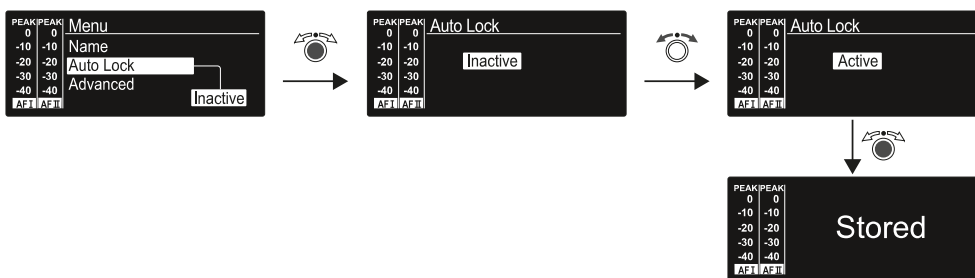 PEAK PEAK Menu
0 0
-10 -10 Name
-20 -20 Auto Lock
-30 -30 Advanced
-40 -40 Inactive
AF I AF II
PEAK PEAK Auto Lock
0 0
-10 -10
-20 -20 Inactive
-30 -30
-40 -40
AF I AF II
PEAK PEAK Auto Lock
0 0
-10 -10
-20 -20 Active
-30 -30
-40 -40
AF I AF II
PEAK PEAK
0 0
-10 -10
-20 -20 Stored
-30 -30
-40 -40
AF I AF II